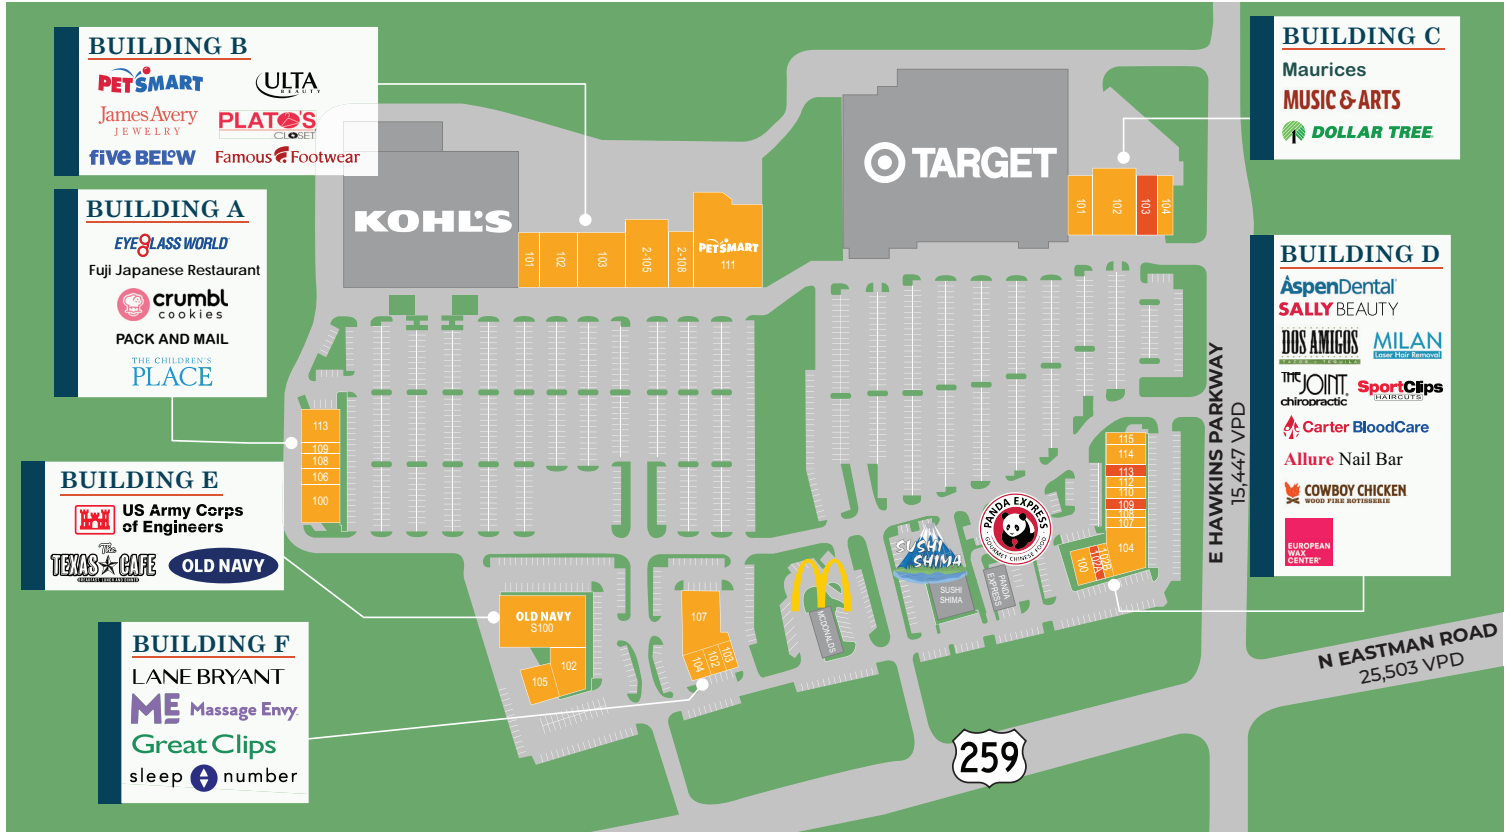 BUILDING B
PETSMART
ULTA
BEAUTY
James Avery
JEWELRY
PLATO'S
CLOSET
five BELOW
Famous Footwear
BUILDING A
EYEGLASS WORLD
Fuji Japanese Restaurant
crumbl
cookies
PACK AND MAIL
THE CHILDREN'S
PLACE
BUILDING E
US Army Corps
of Engineers
The
TEXAS CAFE
BREAKFAST, LUNCH AND DINNER
OLD NAVY
BUILDING F
LANE BRYANT
ME Massage Envy
Great Clips
sleep number
BUILDING C
Maurices
MUSIC & ARTS
DOLLAR TREE
BUILDING D
AspenDental
SALLY BEAUTY
DOS AMIGOS
MILAN
Laser Hair Removal
THE JOINT
chiropractic
SportClips
HAIRCUTS
Carter BloodCare
Allure Nail Bar
COWBOY CHICKEN
WOOD FIRE ROTISSERIE
EUROPEAN
WAX
CENTER
KOHL'S
101
102
103
2-105
2-108
PETSMART
111
TARGET
101
102
103
104
113
109
108
106
100
115
114
113
112
110
109
108
107
104
102B
102A
100
OLD NAVY
S100
102
105
107
104
102
103
MCDONALDS
SUSHI
SHIMA
SUSHI
SHIMA
PANDA EXPRESS
GOURMET CHINESE FOOD
PANDA
EXPRESS
E HAWKINS PARKWAY
15,447 VPD
N EASTMAN ROAD
25,503 VPD
259